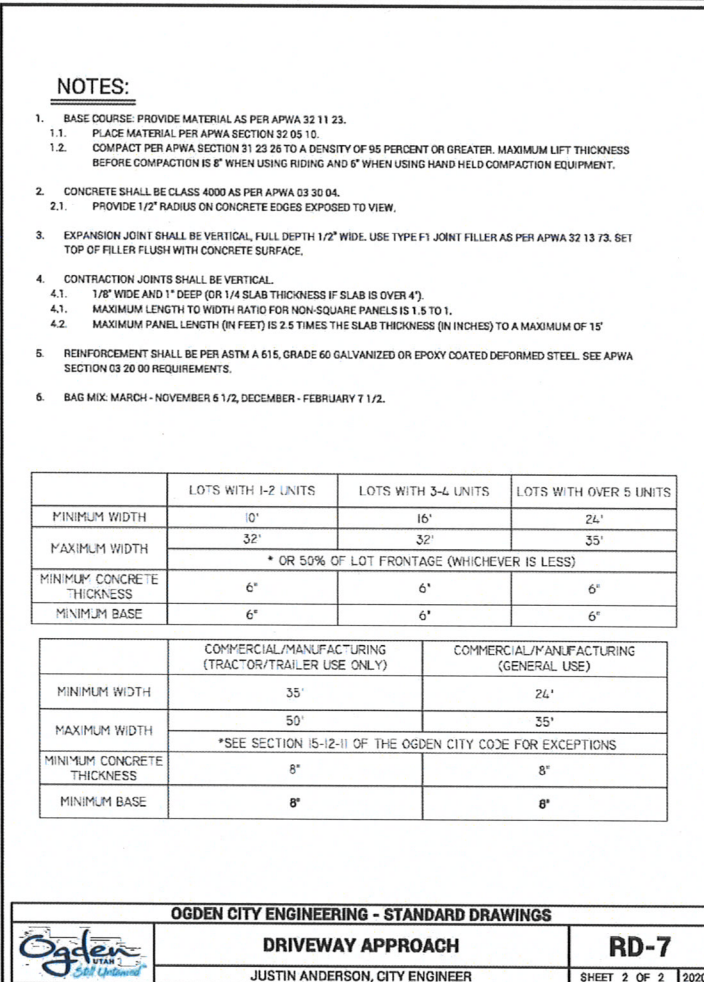 NOTES:
1. BASE COURSE: PROVIDE MATERIAL AS PER APWA 32 11 23.
1.1. PLACE MATERIAL PER APWA SECTION 32 05 10.
1.2. COMPACT PER APWA SECTION 31 23 26 TO A DENSITY OF 95 PERCENT OR GREATER. MAXIMUM LIFT THICKNESS
BEFORE COMPACTION IS 8" WHEN USING RIDING AND 6" WHEN USING HAND HELD COMPACTION EQUIPMENT.
2. CONCRETE SHALL BE CLASS 4000 AS PER APWA 03 30 04.
2.1. PROVIDE 1/2" RADIUS ON CONCRETE EDGES EXPOSED TO VIEW.
3. EXPANSION JOINT SHALL BE VERTICAL, FULL DEPTH 1/2" WIDE. USE TYPE F1 JOINT FILLER AS PER APWA 32 13 73. SET
TOP OF FILLER FLUSH WITH CONCRETE SURFACE.
4. CONTRACTION JOINTS SHALL BE VERTICAL.
4.1. 1/8" WIDE AND 1" DEEP (OR 1/4 SLAB THICKNESS IF SLAB IS OVER 4").
4.1. MAXIMUM LENGTH TO WIDTH RATIO FOR NON-SQUARE PANELS IS 1.5 TO 1.
4.2. MAXIMUM PANEL LENGTH (IN FEET) IS 2.5 TIMES THE SLAB THICKNESS (IN INCHES) TO A MAXIMUM OF 15'
5. REINFORCEMENT SHALL BE PER ASTM A 615, GRADE 60 GALVANIZED OR EPOXY COATED DEFORMED STEEL. SEE APWA
SECTION 03 20 00 REQUIREMENTS.
6. BAG MIX: MARCH - NOVEMBER 6 1/2, DECEMBER - FEBRUARY 7 1/2.
LOTS WITH 1-2 UNITS LOTS WITH 3-4 UNITS LOTS WITH OVER 5 UNITS
MINIMUM WIDTH 10' 16' 24'
MAXIMUM WIDTH 32' 32' 35'
* OR 50% OF LOT FRONTAGE (WHICHEVER IS LESS)
MINIMUM CONCRETE
THICKNESS 6" 6" 6"
MINIMUM BASE 6" 6" 6"
COMMERCIAL/MANUFACTURING COMMERCIAL/MANUFACTURING
(TRACTOR/TRAILER USE ONLY) (GENERAL USE)
MINIMUM WIDTH 35' 24'
MAXIMUM WIDTH 50' 35'
*SEE SECTION 15-12-11 OF THE OGDEN CITY CODE FOR EXCEPTIONS
MINIMUM CONCRETE
THICKNESS 8" 8"
MINIMUM BASE 8" 8"
OGDEN CITY ENGINEERING - STANDARD DRAWINGS
Ogden
UTAH
Still Untamed
DRIVEWAY APPROACH RD-7
JUSTIN ANDERSON, CITY ENGINEER SHEET 2 OF 2 2020